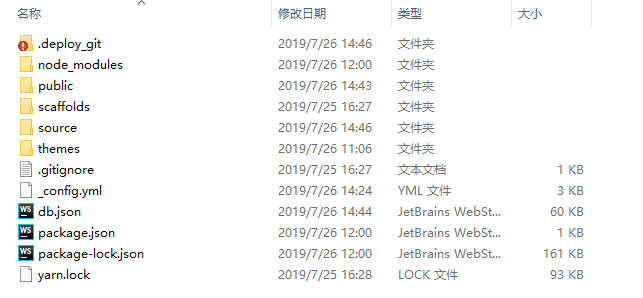 名称 修改日期 类型 大小
.deploy_git 2019/7/26 14:46 文件夹
node_modules 2019/7/26 12:00 文件夹
public 2019/7/26 14:43 文件夹
scaffolds 2019/7/25 16:27 文件夹
source 2019/7/26 14:46 文件夹
themes 2019/7/26 11:06 文件夹
.gitignore 2019/7/25 16:27 文本文档 1 KB
_config.yml 2019/7/26 14:24 YML 文件 3 KB
WS db.json 2019/7/26 14:44 JetBrains WebSt... 60 KB
WS package.json 2019/7/26 12:00 JetBrains WebSt... 1 KB
WS package-lock.json 2019/7/26 12:00 JetBrains WebSt... 161 KB
yarn.lock 2019/7/25 16:28 LOCK 文件 93 KB